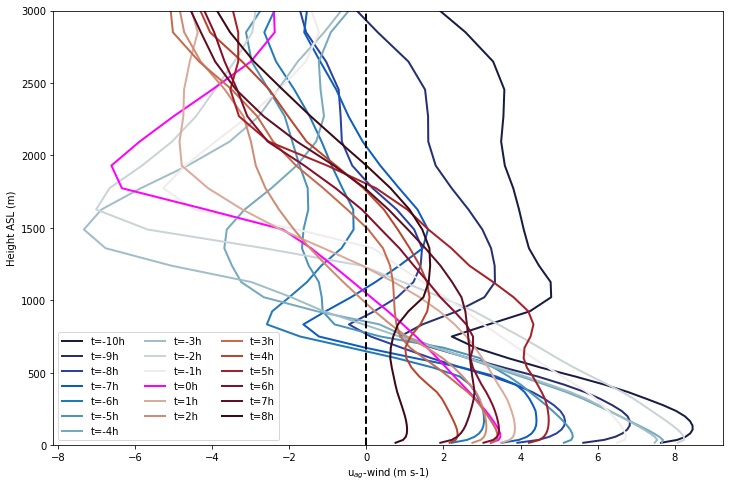 3000
2500
2000
1500
1000
500
0
Height ASL (m)
t=-10h
t=-9h
t=-8h
t=-7h
t=-6h
t=-5h
t=-4h
t=-3h
t=-2h
t=-1h
t=0h
t=1h
t=2h
t=3h
t=4h
t=5h
t=6h
t=7h
t=8h
−8 −6 −4 −2 0 2 4 6 8
u_ag-wind (m s-1)